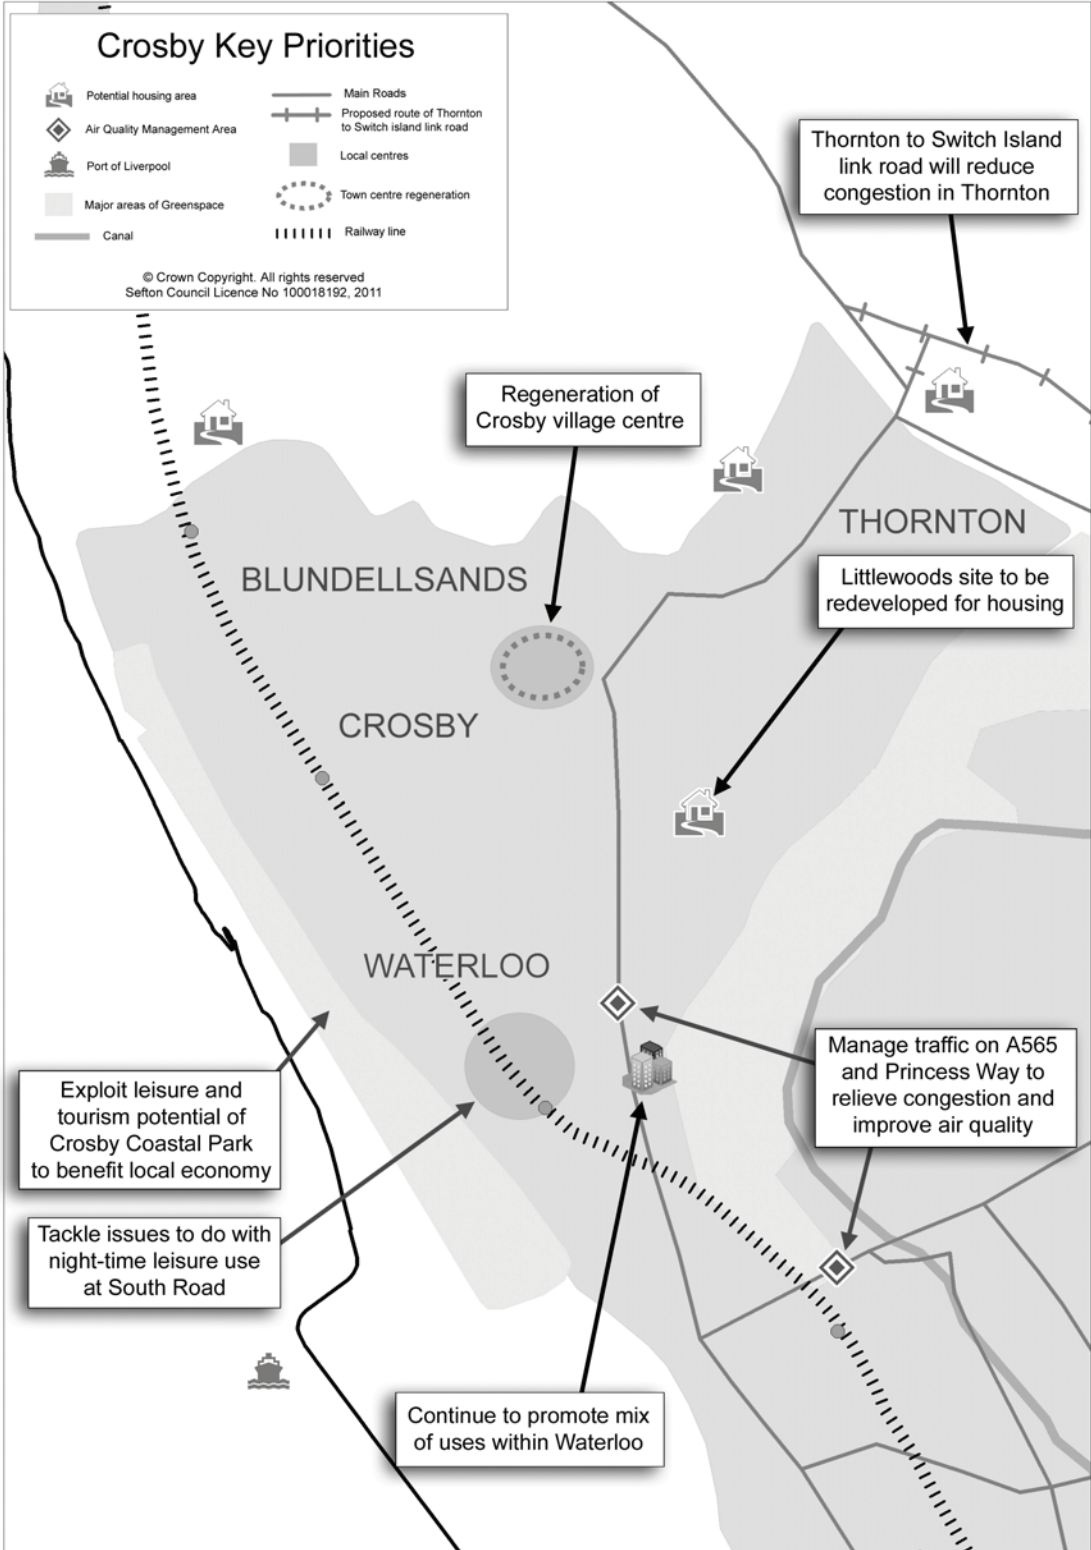 Crosby Key Priorities
Potential housing area
Air Quality Management Area
Port of Liverpool
Major areas of Greenspace
Canal
Main Roads
Proposed route of Thornton
to Switch island link road
Local centres
Town centre regeneration
Railway line
© Crown Copyright. All rights reserved
Sefton Council Licence No 100018192, 2011
Thornton to Switch Island
link road will reduce
congestion in Thornton
Regeneration of
Crosby village centre
THORNTON
BLUNDELLSANDS
Littlewoods site to be
redeveloped for housing
CROSBY
WATERLOO
Manage traffic on A565
and Princess Way to
relieve congestion and
improve air quality
Exploit leisure and
tourism potential of
Crosby Coastal Park
to benefit local economy
Tackle issues to do with
night-time leisure use
at South Road
Continue to promote mix
of uses within Waterloo